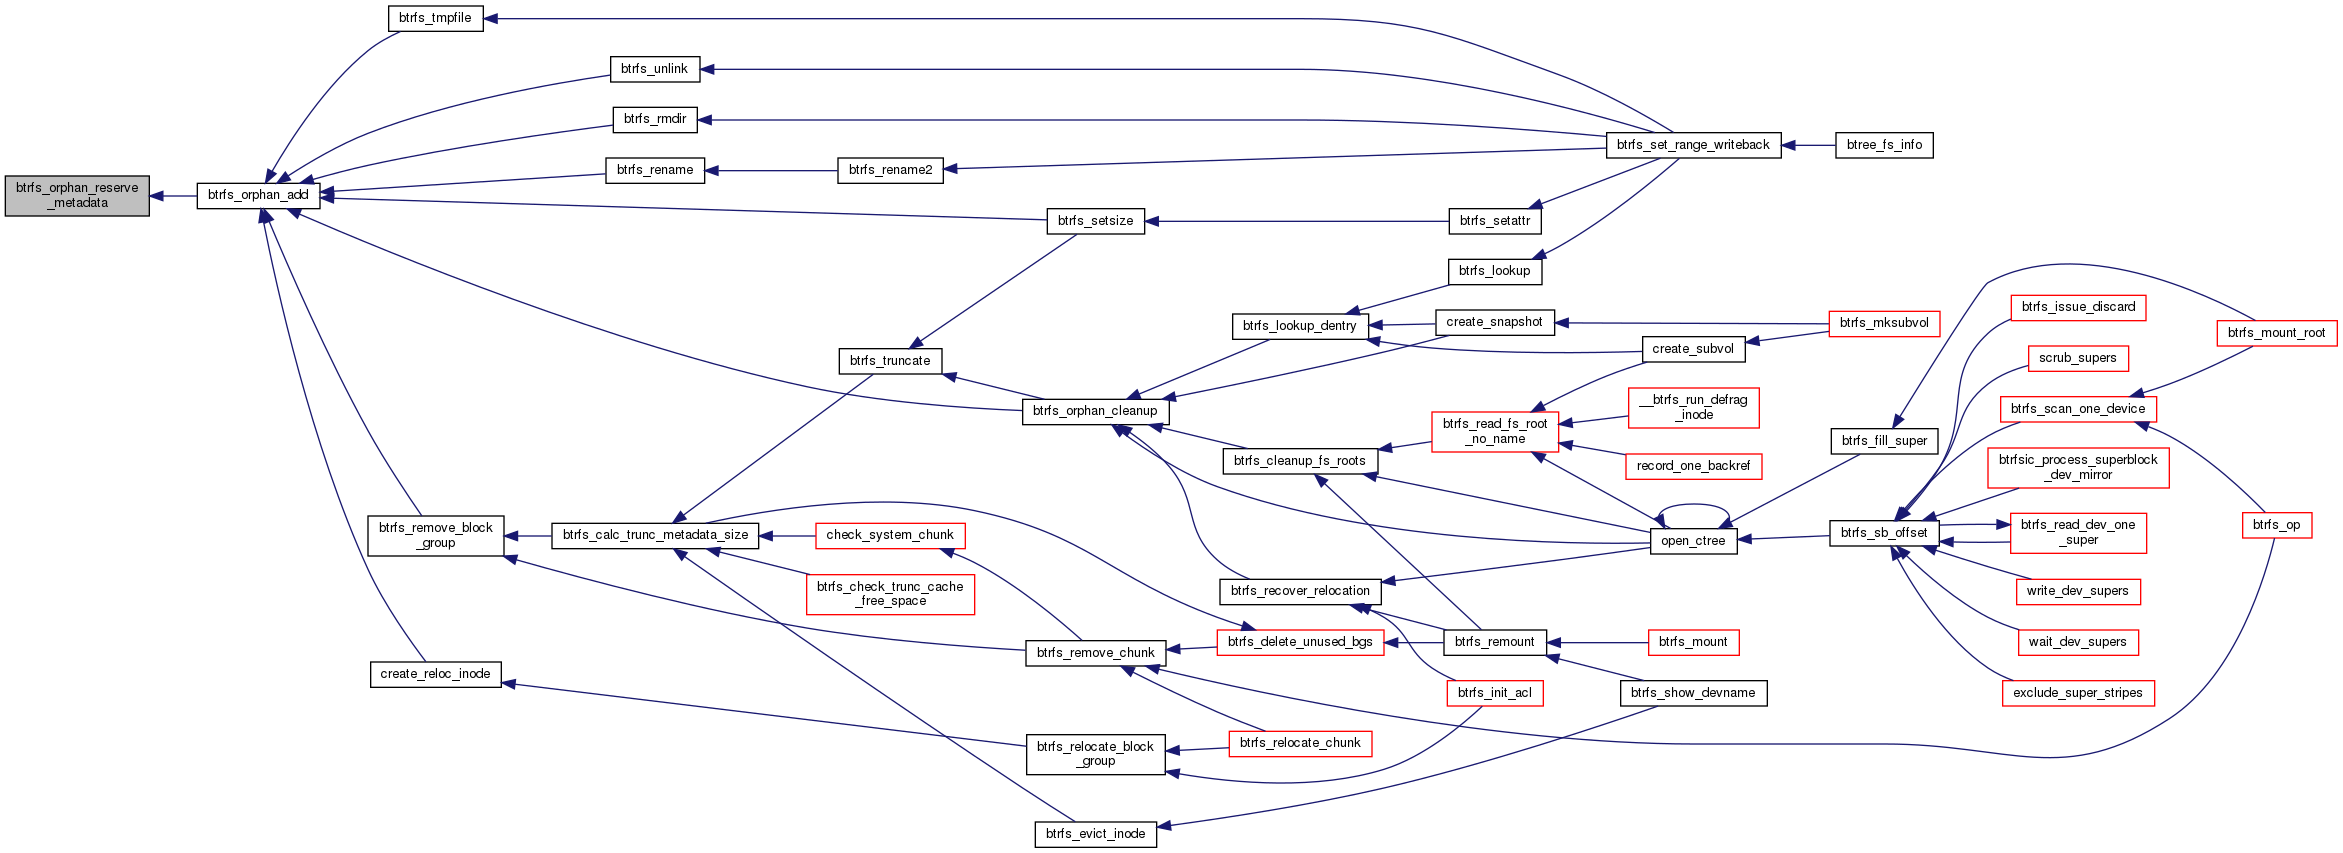 btrfs_tmpfile
btrfs_unlink
btrfs_rmdir
btrfs_set_range_writeback
btree_fs_info
btrfs_rename
btrfs_rename2
btrfs_orphan_reserve
_metadata
btrfs_orphan_add
btrfs_setsize
btrfs_setattr
btrfs_lookup
btrfs_issue_discard
btrfs_lookup_dentry
create_snapshot
btrfs_mksubvol
btrfs_mount_root
create_subvol
scrub_supers
btrfs_truncate
btrfs_orphan_cleanup
__btrfs_run_defrag
_inode
btrfs_scan_one_device
btrfs_read_fs_root
_no_name
btrfs_fill_super
btrfs_cleanup_fs_roots
record_one_backref
btrfsic_process_superblock
_dev_mirror
btrfs_remove_block
_group
btrfs_calc_trunc_metadata_size
check_system_chunk
open_ctree
btrfs_sb_offset
btrfs_read_dev_one
_super
btrfs_op
btrfs_check_trunc_cache
_free_space
btrfs_recover_relocation
write_dev_supers
btrfs_remove_chunk
btrfs_delete_unused_bgs
btrfs_remount
btrfs_mount
wait_dev_supers
create_reloc_inode
btrfs_init_acl
btrfs_show_devname
exclude_super_stripes
btrfs_relocate_block
_group
btrfs_relocate_chunk
btrfs_evict_inode